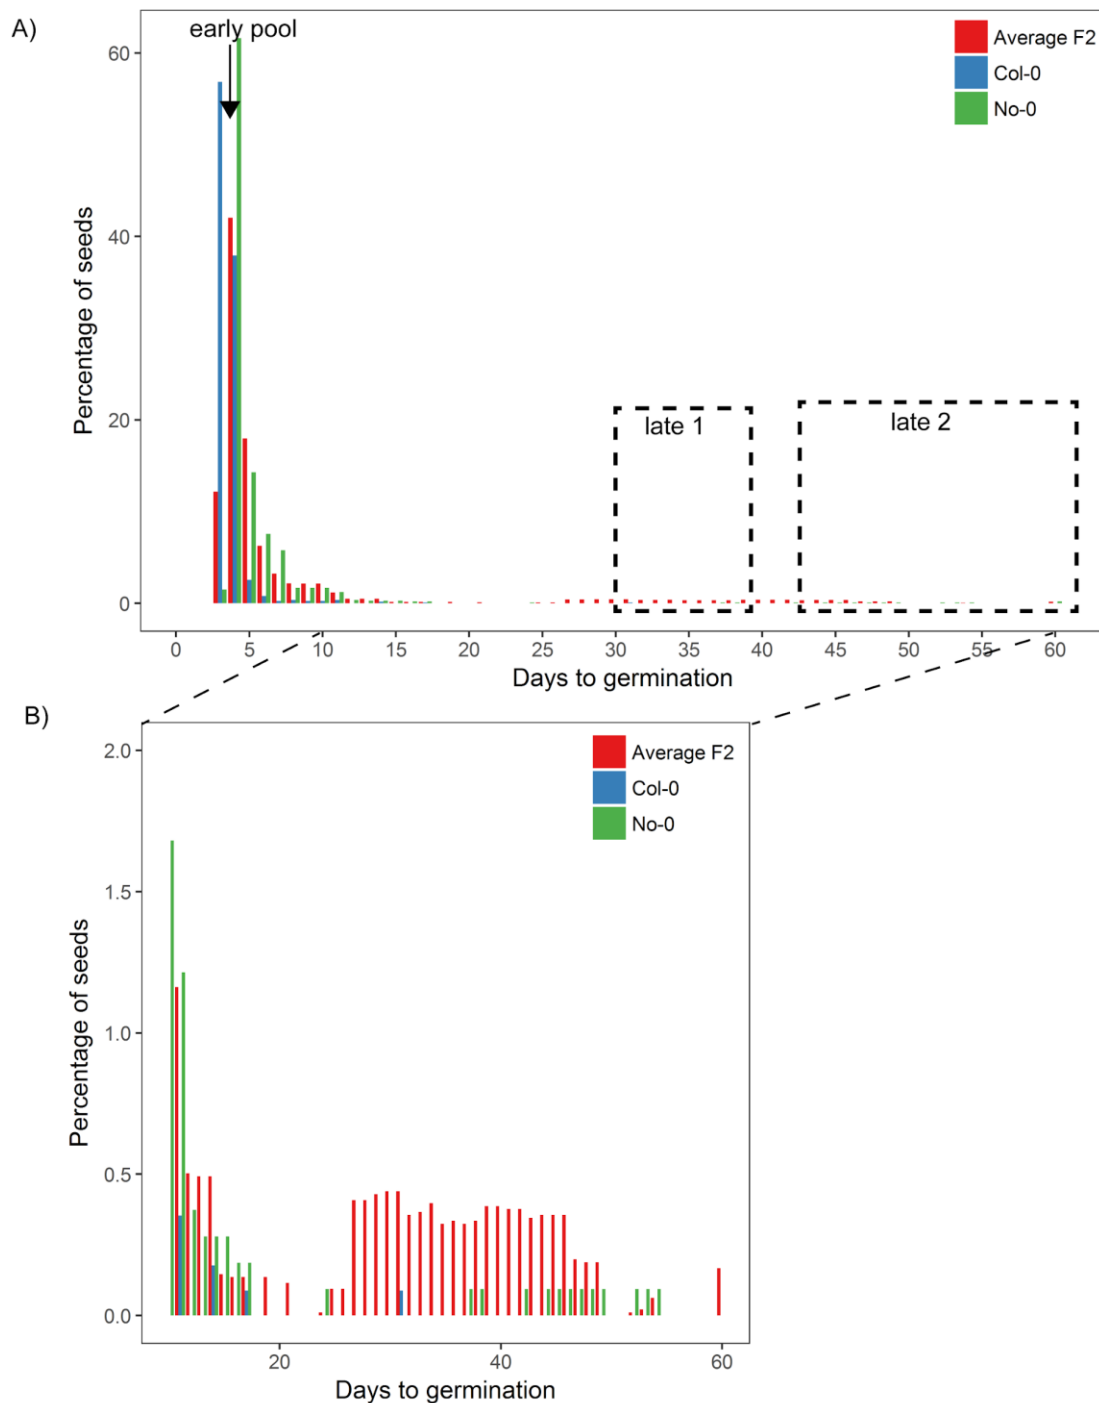 A)
early pool
Average F2
Col-0
No-0
60
40
20
0
Percentage of seeds
late 1
late 2
0 5 10 15 20 25 30 35 40 45 50 55 60
Days to germination
B)
Average F2
Col-0
No-0
2.0
1.5
1.0
0.5
0.0
Percentage of seeds
20 40 60
Days to germination